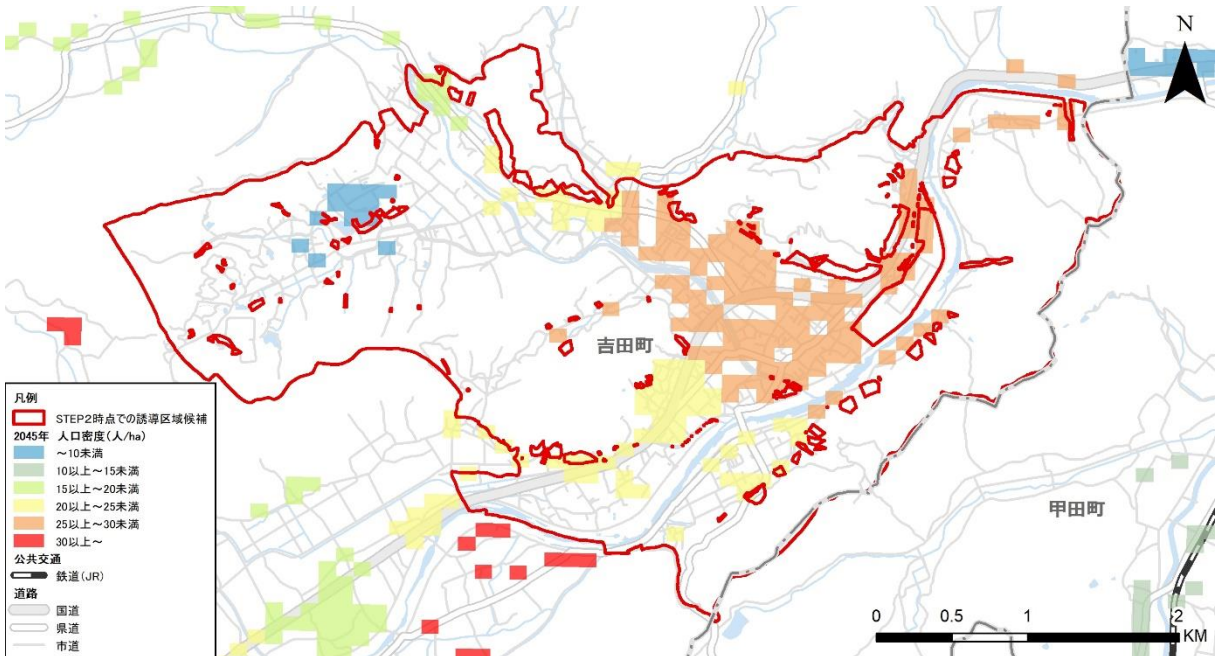 N
吉田町
甲田町
凡例
STEP2時点での誘導区域候補
2045年 人口密度(人/ha)
～10未満
10以上～15未満
15以上～20未満
20以上～25未満
25以上～30未満
30以上～
公共交通
鉄道(JR)
道路
国道
県道
市道
0 0.5 1 2
KM